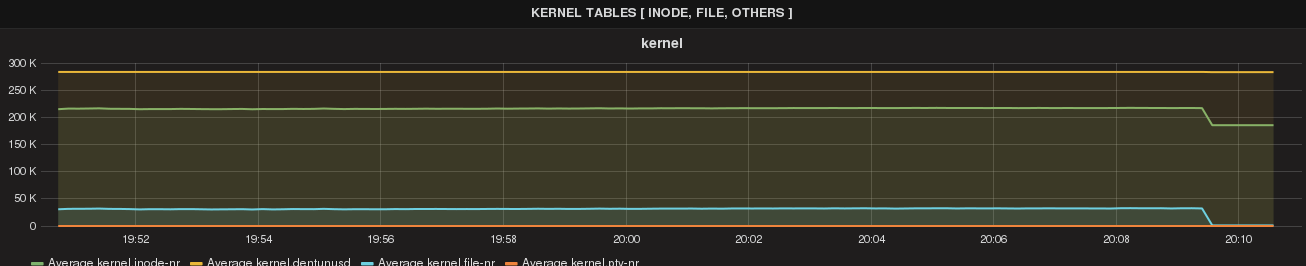 KERNEL TABLES [ INODE, FILE, OTHERS ]
kernel
300 K
250 K
200 K
150 K
100 K
50 K
0
19:52 19:54 19:56 19:58 20:00 20:02 20:04 20:06 20:08 20:10
Average kernel.inode-nr Average kernel.dentunusd Average kernel.file-nr Average kernel.pty-nr